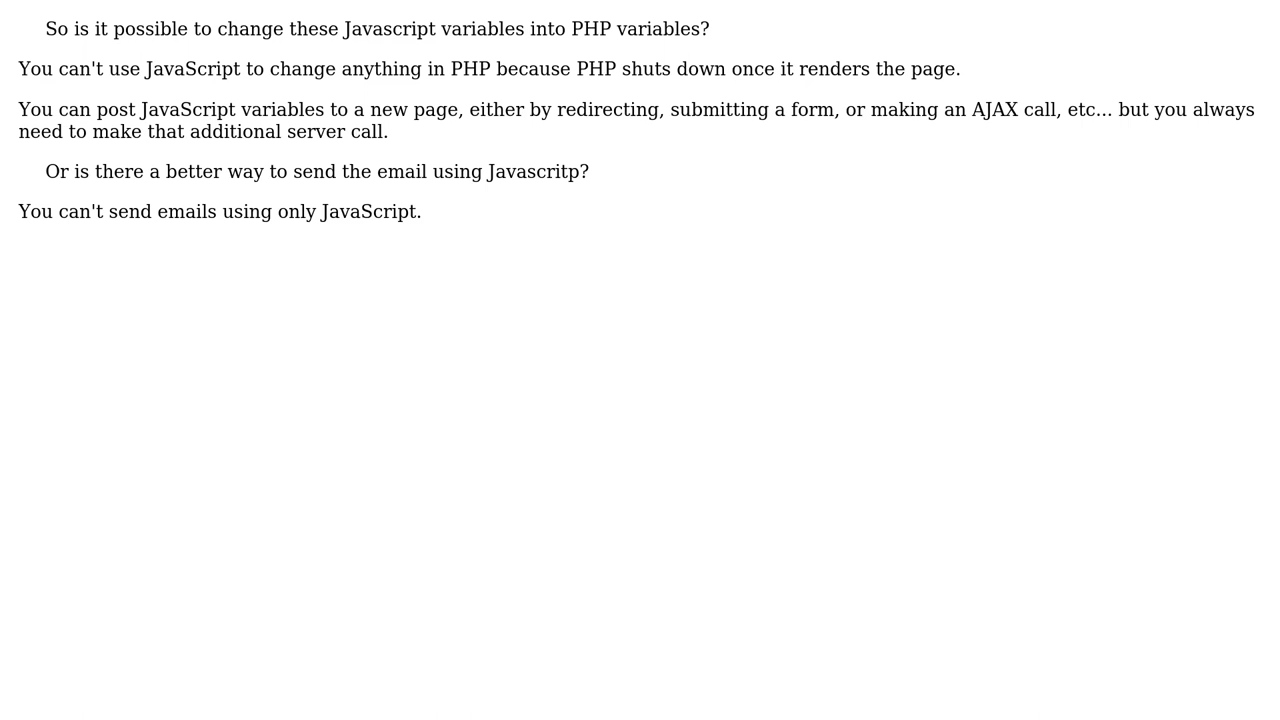 So is it possible to change these Javascript variables into PHP variables?
You can't use JavaScript to change anything in PHP because PHP shuts down once it renders the page.
You can post JavaScript variables to a new page, either by redirecting, submitting a form, or making an AJAX call, etc... but you always
need to make that additional server call.
Or is there a better way to send the email using Javascritp?
You can't send emails using only JavaScript.